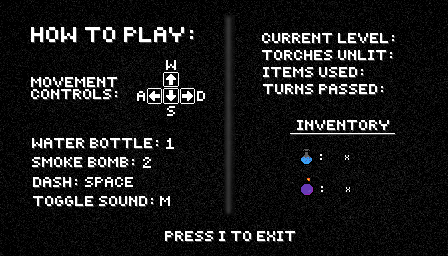 HOW TO PLAY:
MOVEMENT
CONTROLS:
W
A D
S
WATER BOTTLE: 1
SMOKE BOMB: 2
DASH: SPACE
TOGGLE SOUND: M
CURRENT LEVEL:
TORCHES UNLIT:
ITEMS USED:
TURNS PASSED:
INVENTORY
: x
: x
PRESS I TO EXIT